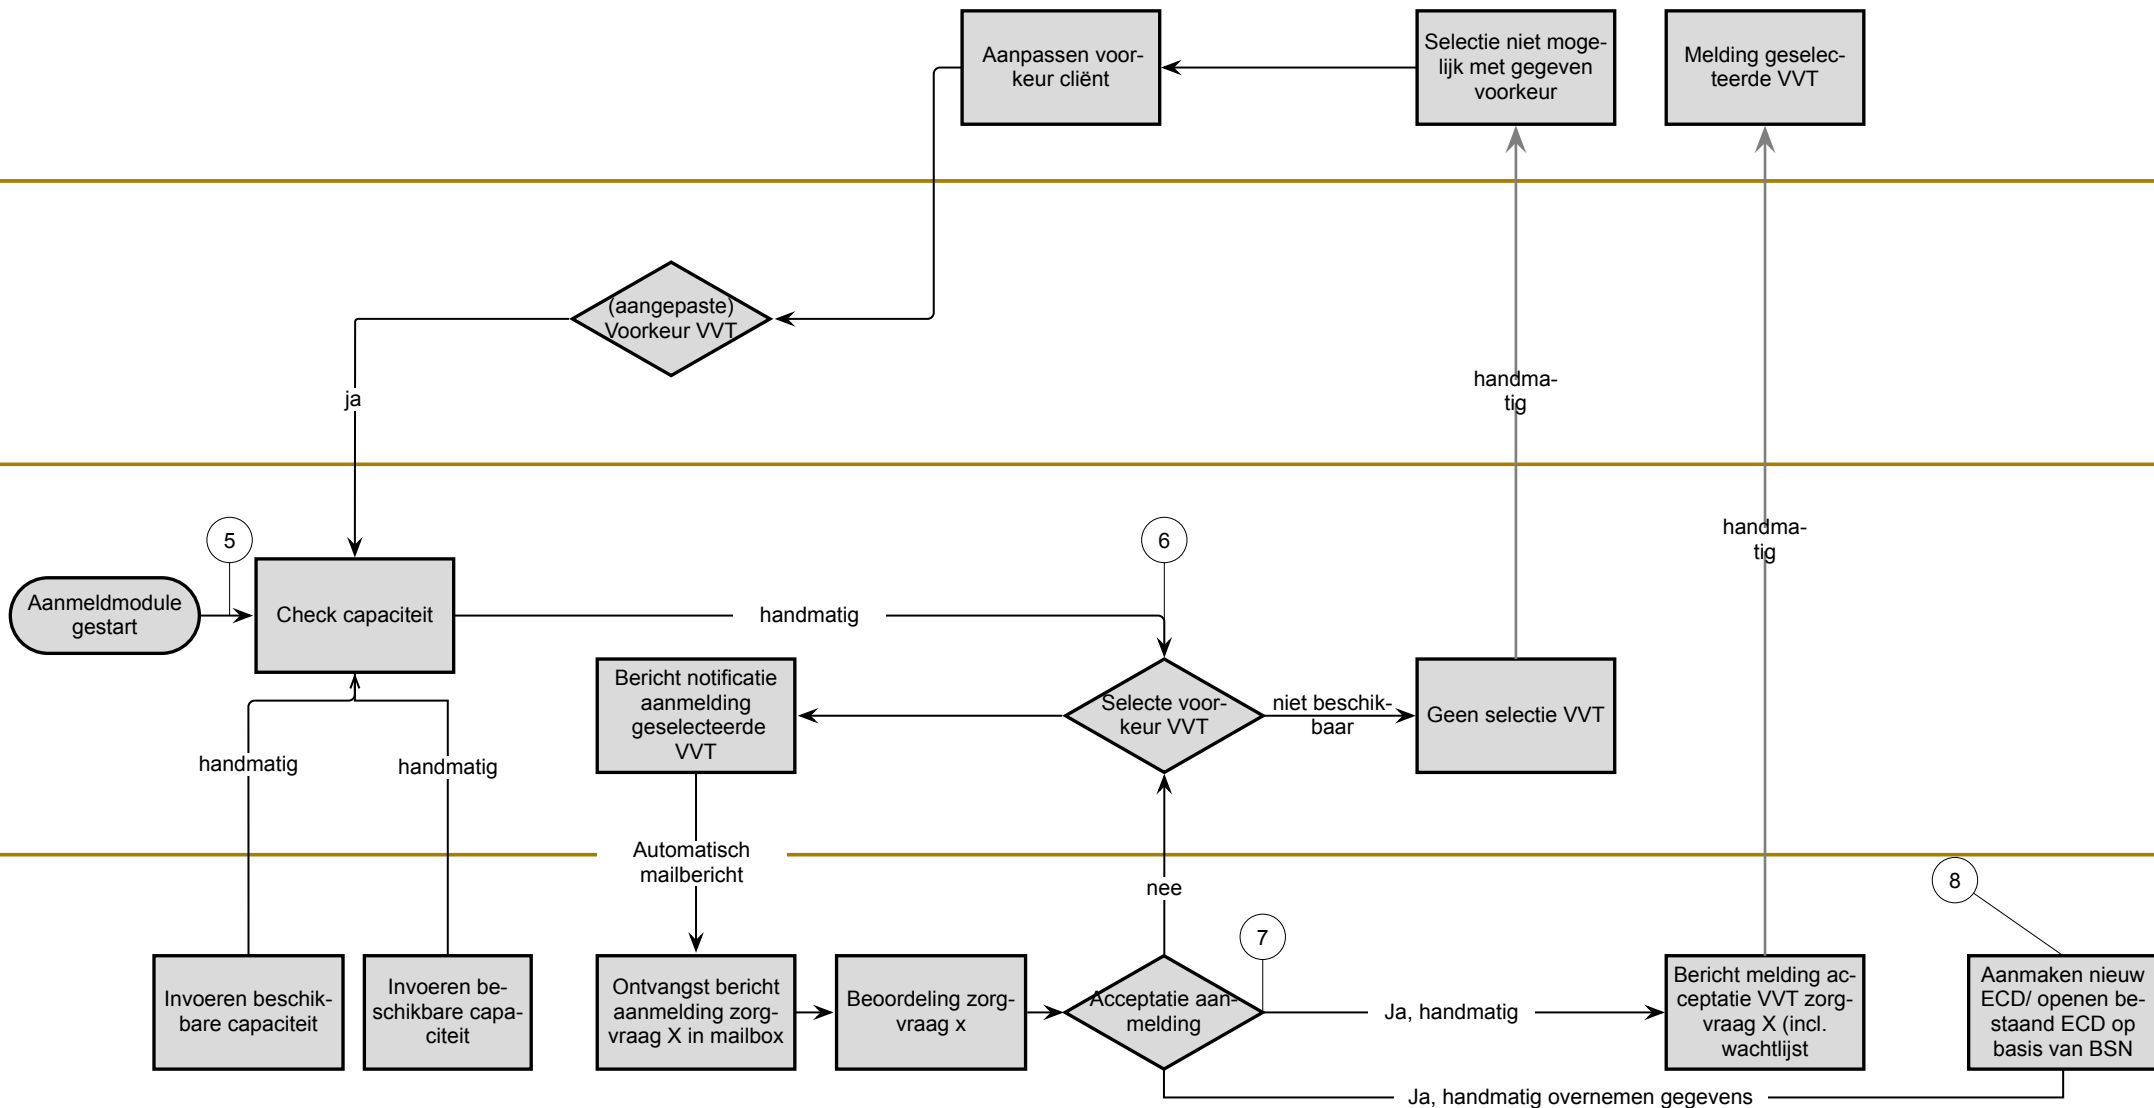 Aanpassen voor-
keur cliënt
Selectie niet moge-
lijk met gegeven
voorkeur
Melding geselec-
teerde VVT
(aangepaste)
Voorkeur VVT
ja
handma-
tig
handma-
tig
5
6
Aanmeldmodule
gestart
Check capaciteit
handmatig
Bericht notificatie
aanmelding
geselecteerde
VVT
Selecte voor-
keur VVT
niet beschik-
baar
Geen selectie VVT
handmatig
handmatig
Automatisch
mailbericht
nee
7
8
Invoeren beschik-
bare capaciteit
Invoeren be-
schikbare capa-
citeit
Ontvangst bericht
aanmelding zorg-
vraag X in mailbox
Beoordeling zorg-
vraag x
Acceptatie aan-
melding
Ja, handmatig
Bericht melding ac-
ceptatie VVT zorg-
vraag X (incl.
wachtlijst
Aanmaken nieuw
ECD/ openen be-
staand ECD op
basis van BSN
Ja, handmatig overnemen gegevens